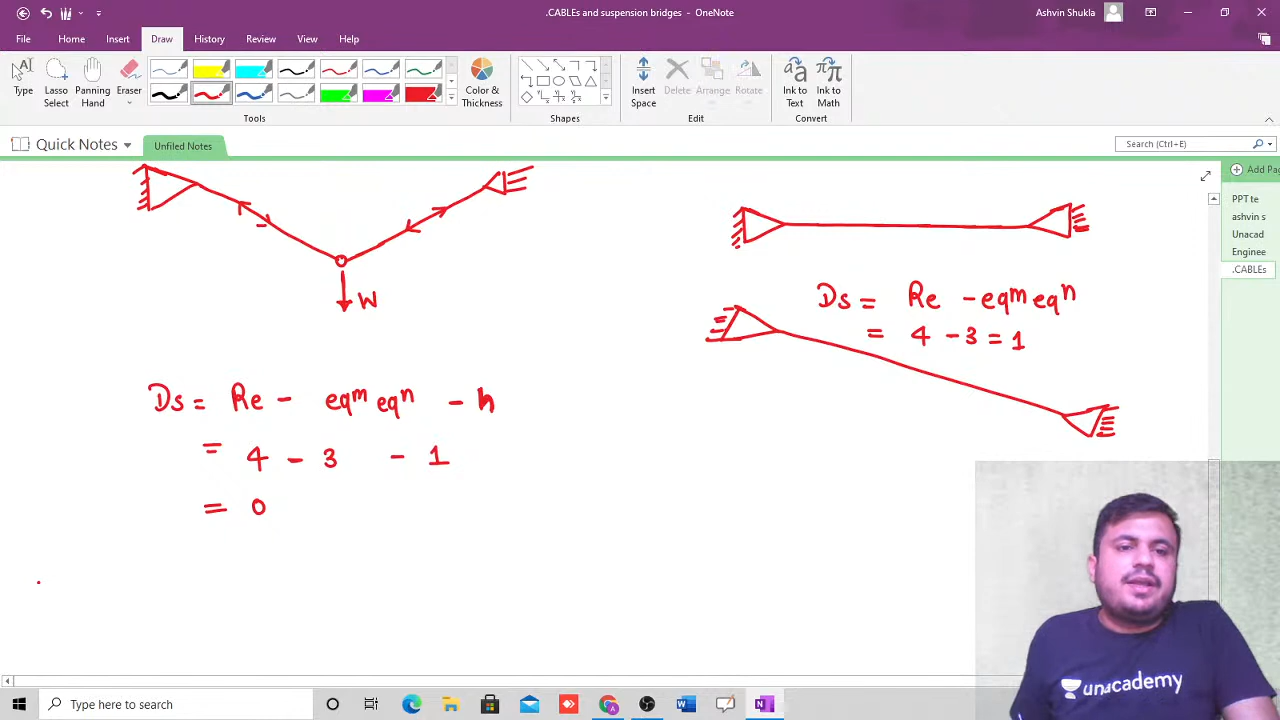 .CABLEs and suspension bridges - OneNote
Ashvin Shukla
File Home Insert Draw History Review View Help
Type
Lasso Select
Panning Hand
Eraser
Color & Thickness
Insert Space
Delete
Arrange
Rotate
Ink to Text
Ink to Math
Tools
Shapes
Edit
Convert
Quick Notes
Unfiled Notes
Search (Ctrl+E)
Add Pag
PPT te
ashvin s
Unacad
Enginee
.CABLEs
W
Ds = Re - eqᵐ eqⁿ
= 4 - 3 = 1
Ds = Re - eqᵐ eqⁿ - h
= 4 - 3 - 1
= 0
unacademy
Type here to search